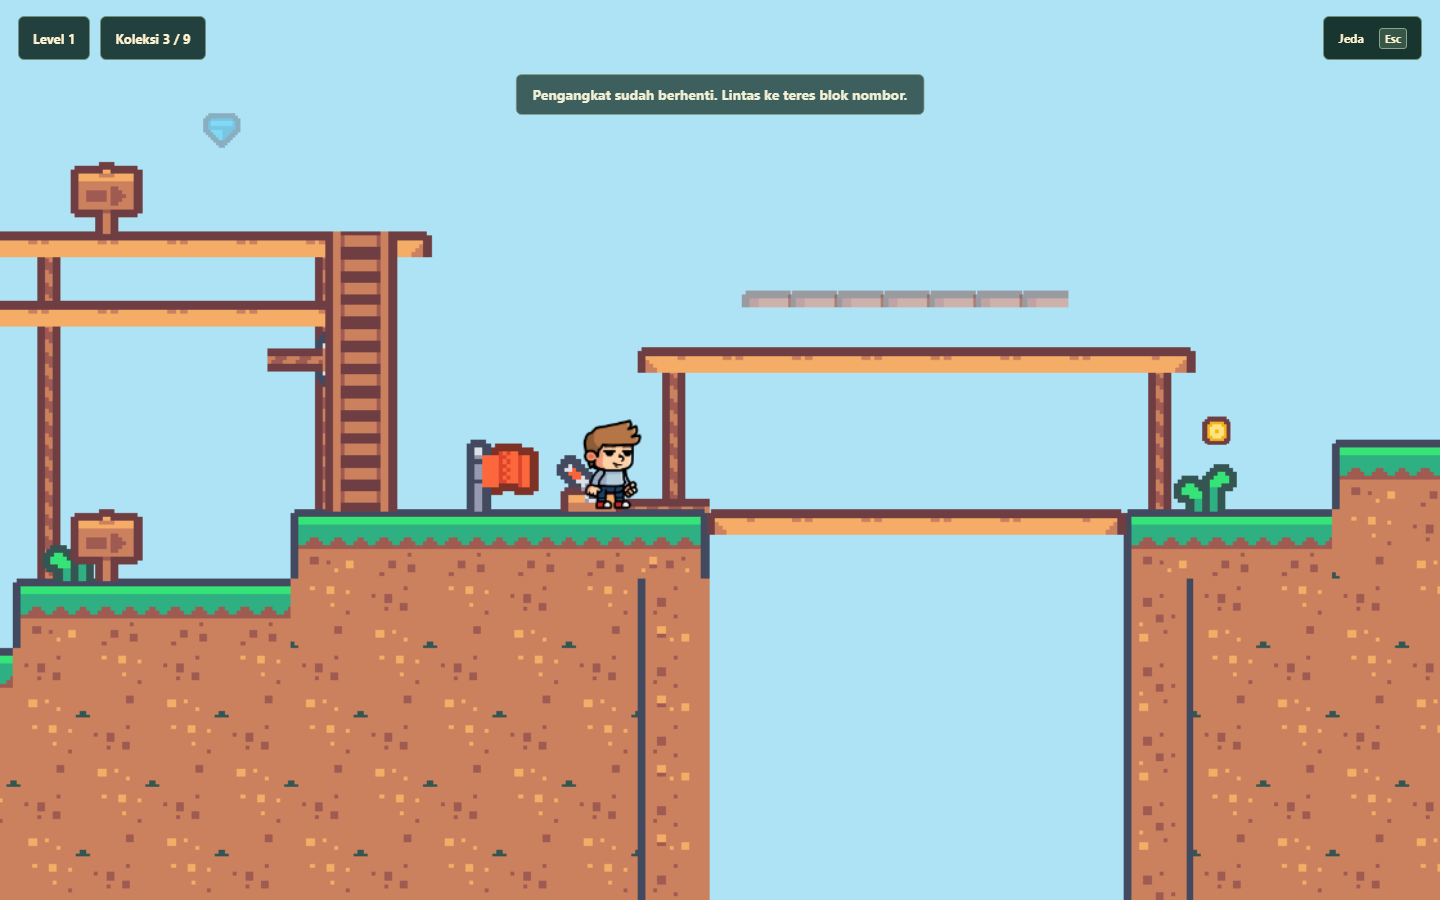 Level 1
Koleksi 3 / 9
Jeda Esc
Pengangkat sudah berhenti. Lintas ke teres blok nombor.